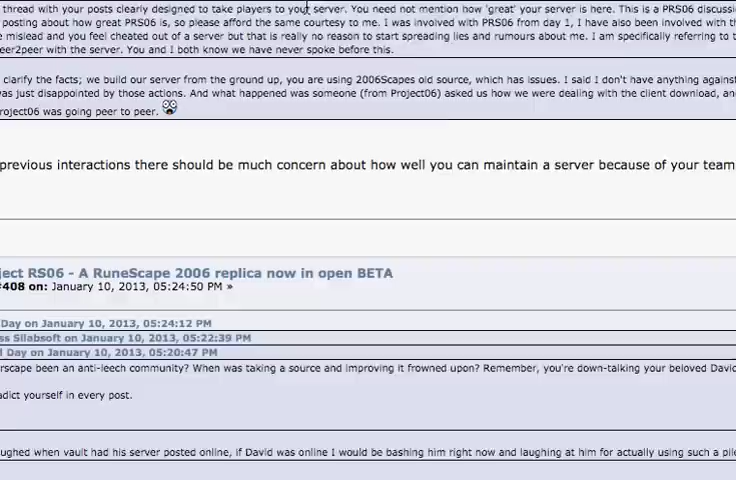 thread with your posts clearly designed to take players to your server. You need not mention how 'great' your server is here. This is a PRS06 discussi
posting about how great PRS06 is, so please afford the same courtesy to me. I was involved with PRS06 from day 1, I have also been involved with th
e mislead and you feel cheated out of a server but that is really no reason to start spreading lies and rumours about me. I am specifically referring to t
eer2peer with the server. You and I both know we have never spoke before this.
clarify the facts; we build our server from the ground up, you are using 2006Scapes old source, which has issues. I said I don't have anything against
was just disappointed by those actions. And what happened was someone (from Project06) asked us how we were dealing with the client download, an
roject06 was going peer to peer.
previous interactions there should be much concern about how well you can maintain a server because of your team
ject RS06 - A RuneScape 2006 replica now in open BETA
#408 on: January 10, 2013, 05:24:50 PM »
Day on January 10, 2013, 05:24:12 PM
ss Silabsoft on January 10, 2013, 05:22:39 PM
l Day on January 10, 2013, 05:20:47 PM
rscape been an anti-leech community? When was taking a source and improving it frowned upon? Remember, you're down-talking your beloved David
adict yourself in every post.
ughed when vault had his server posted online, if David was online I would be bashing him right now and laughing at him for actually using such a pile